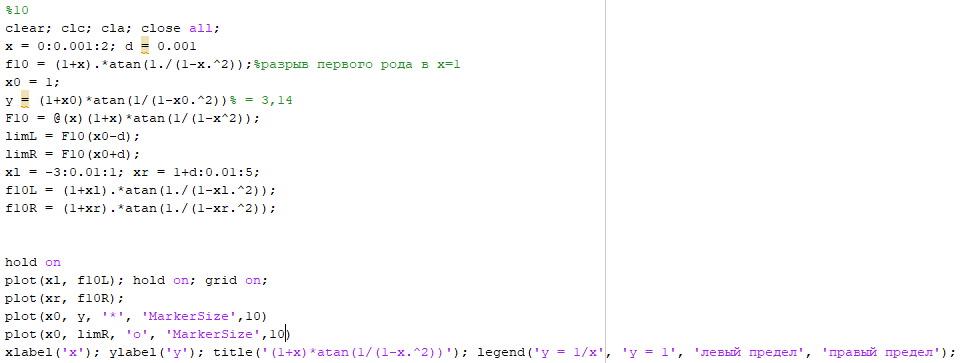 %10
clear; clc; cla; close all;
x = 0:0.001:2; d = 0.001
f10 = (1+x).*atan(1./(1-x.^2));%разрыв первого рода в x=1
x0 = 1;
y = (1+x0)*atan(1/(1-x0.^2))% = 3,14
F10 = @(x)(1+x)*atan(1/(1-x^2));
limL = F10(x0-d);
limR = F10(x0+d);
xl = -3:0.01:1; xr = 1+d:0.01:5;
f10L = (1+xl).*atan(1./(1-xl.^2));
f10R = (1+xr).*atan(1./(1-xr.^2));
hold on
plot(xl, f10L); hold on; grid on;
plot(xr, f10R);
plot(x0, y, '*', 'MarkerSize',10)
plot(x0, limR, 'o', 'MarkerSize',10)
xlabel('x'); ylabel('y'); title('(1+x)*atan(1/(1-x.^2))'); legend('y = 1/x', 'y = 1', 'левый предел', 'правый предел');